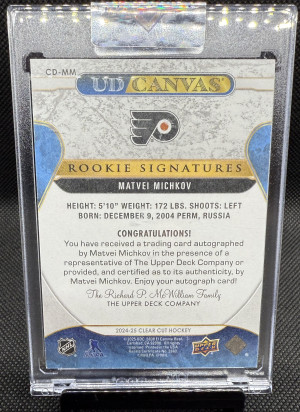 CD-MM
UD CANVAS
ROOKIE SIGNATURES
MATVEI MICHKOV
HEIGHT: 5'10" WEIGHT: 172 LBS. SHOOTS: LEFT
BORN: DECEMBER 9, 2004 PERM, RUSSIA
CONGRATULATIONS!
You have received a trading card autographed
by Matvei Michkov in the presence of a
representative of The Upper Deck Company or
provided, and certified as to its authenticity, by
Matvei Michkov. Enjoy your autograph card!
The Richard P. McWilliam Family
THE UPPER DECK COMPANY
2024-25 CLEAR CUT HOCKEY
NHL
UPPER DECK